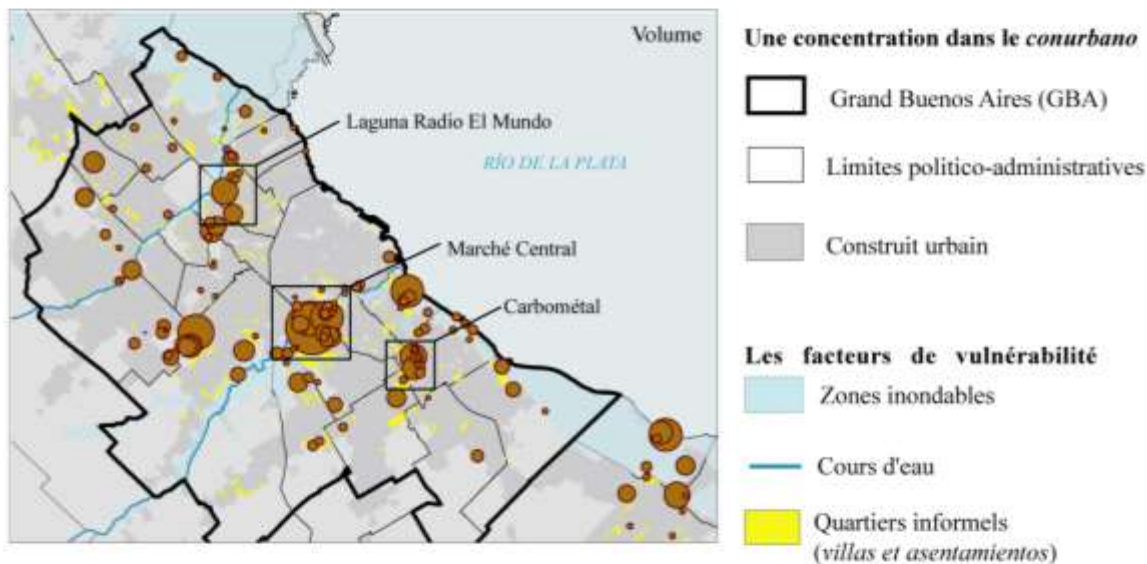 Volume
Laguna Radio El Mundo
RÍO DE LA PLATA
Marché Central
Carbométal
Une concentration dans le conurbano
Grand Buenos Aires (GBA)
Limites politico-administratives
Construit urbain
Les facteurs de vulnérabilité
Zones inondables
Cours d'eau
Quartiers informels
(villas et asentamientos)